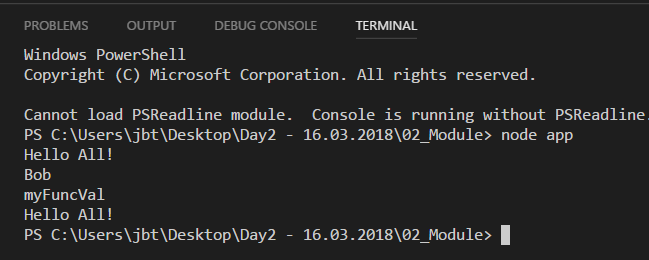 PROBLEMS OUTPUT DEBUG CONSOLE TERMINAL
Windows PowerShell
Copyright (C) Microsoft Corporation. All rights reserved.
Cannot load PSReadline module.  Console is running without PSReadline.
PS C:\Users\jbt\Desktop\Day2 - 16.03.2018\02_Module> node app
Hello All!
Bob
myFuncVal
Hello All!
PS C:\Users\jbt\Desktop\Day2 - 16.03.2018\02_Module>